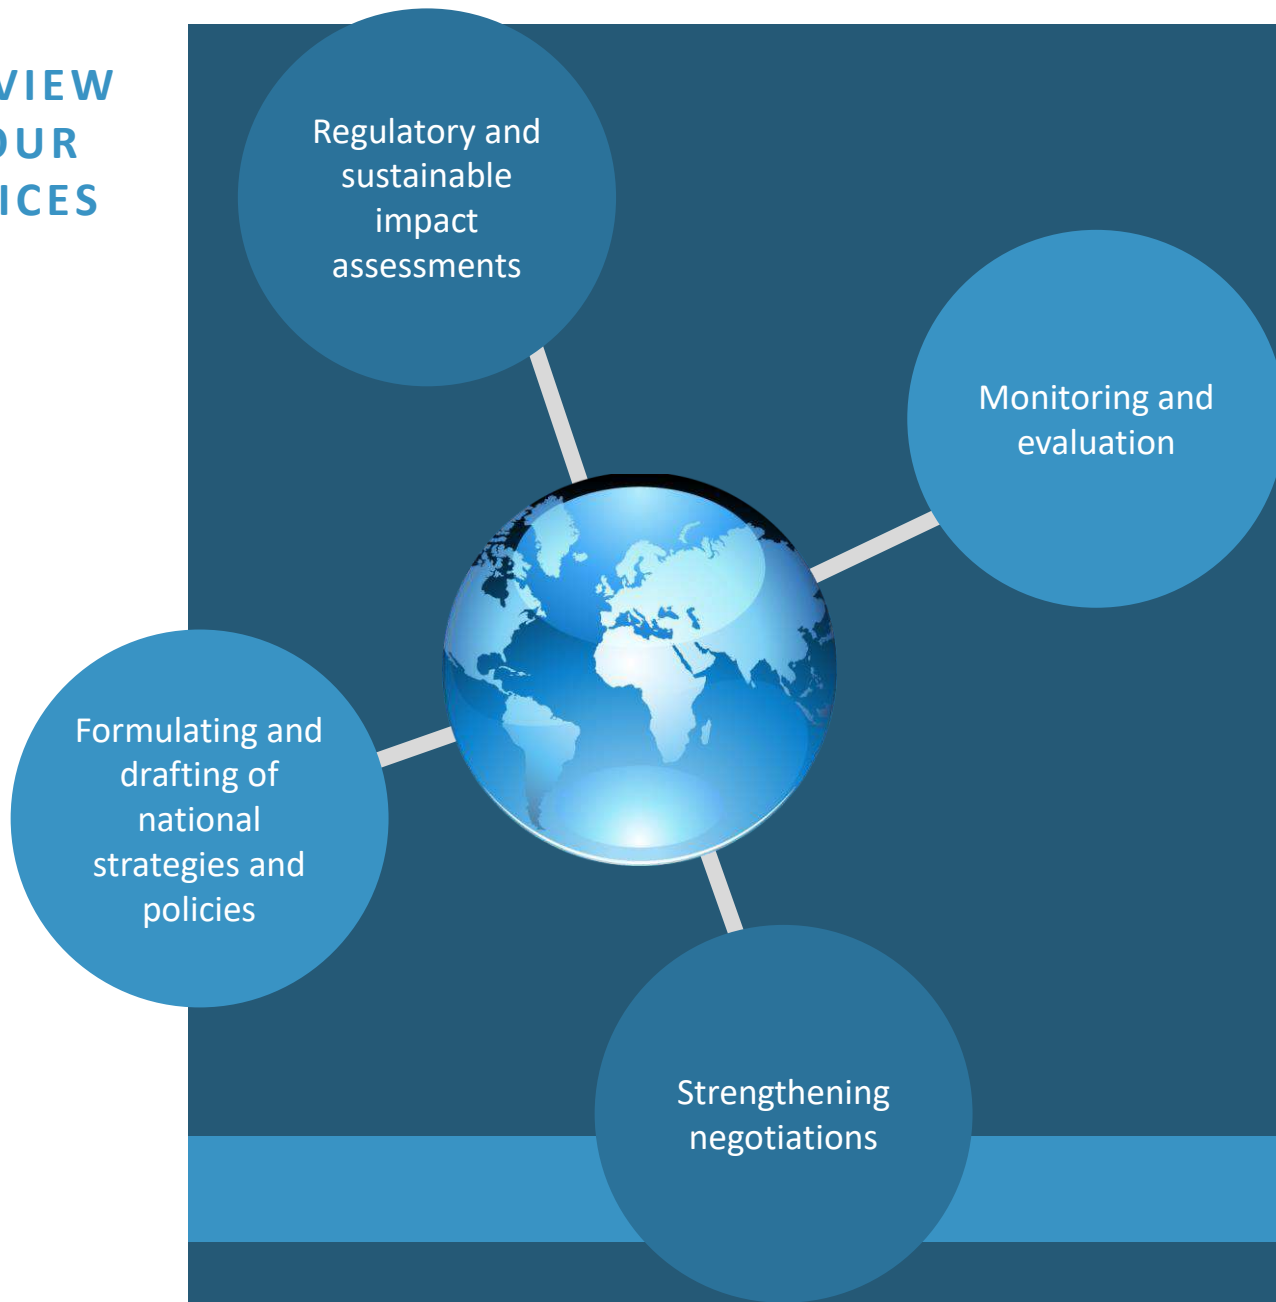 VIEW
OUR
ICES
Regulatory and
sustainable
impact
assessments
Monitoring and
evaluation
Formulating and
drafting of
national
strategies and
policies
Strengthening
negotiations